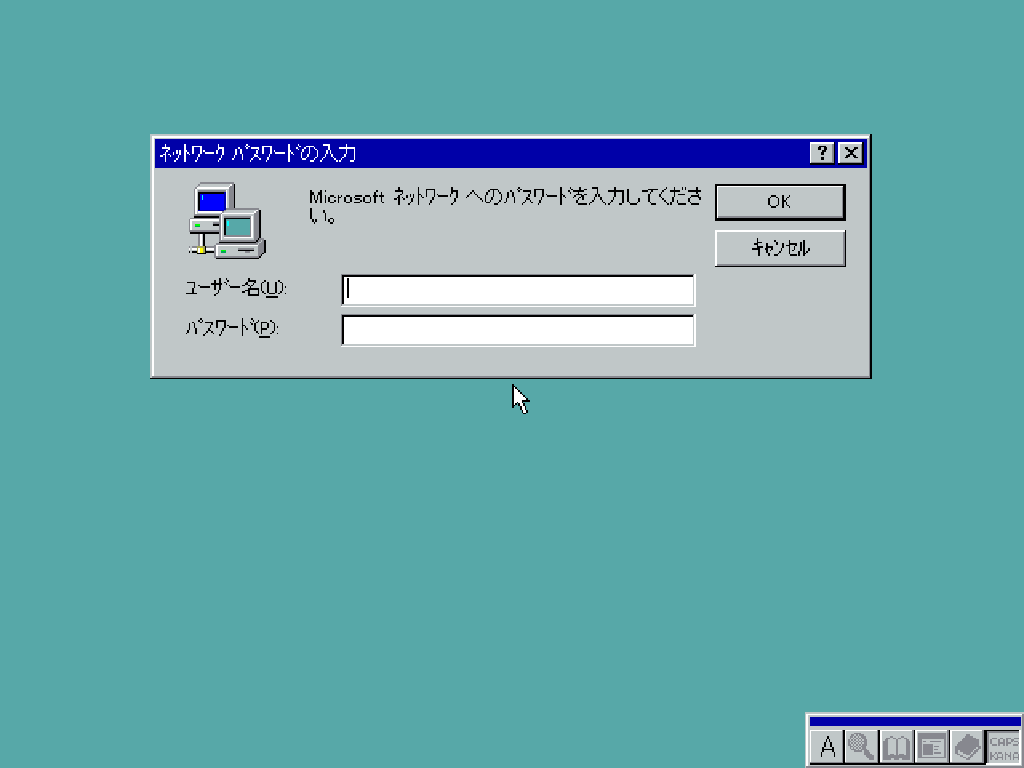 ﾈｯﾄﾜｰｸ ﾊﾟｽﾜｰﾄﾞの入力
Microsoft ﾈｯﾄﾜｰｸ へのﾊﾟｽﾜｰﾄﾞを入力してくださ
い。
OK
ｷｬﾝｾﾙ
ﾕｰｻﾞｰ名(U):
ﾊﾟｽﾜｰﾄﾞ(P):
A
CAPS
KANA